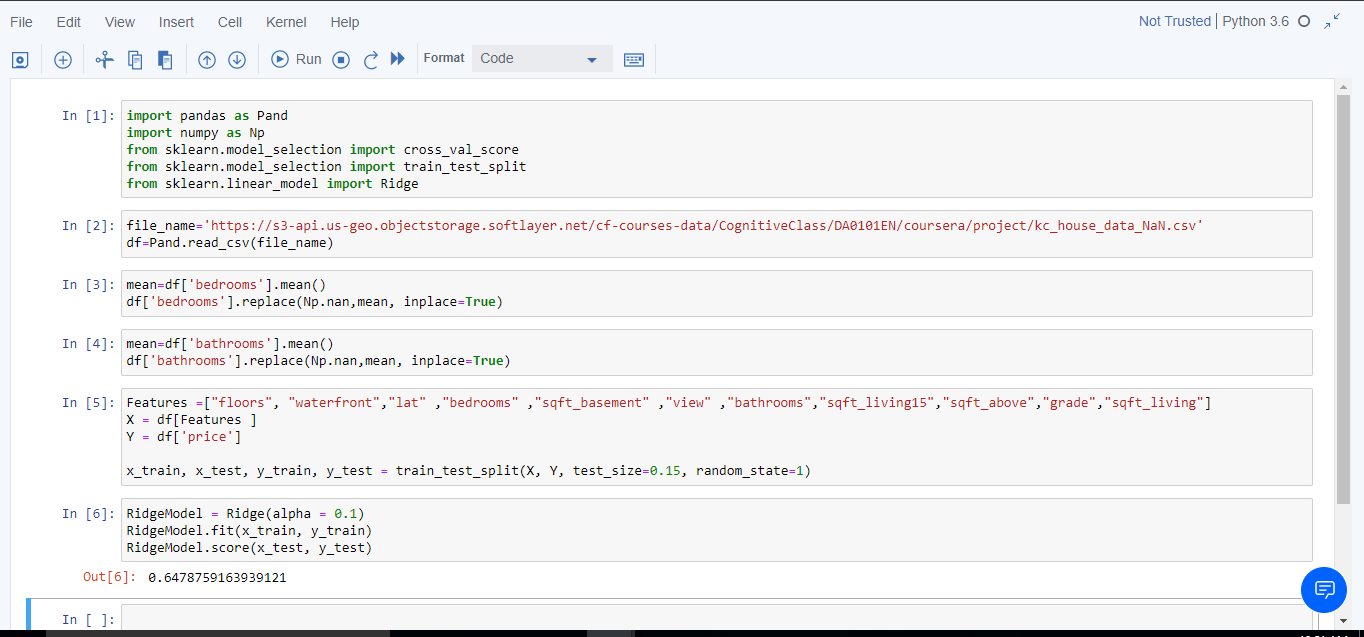 File Edit View Insert Cell Kernel Help Not Trusted | Python 3.6
Run Format Code
In [1]: import pandas as Pand
import numpy as Np
from sklearn.model_selection import cross_val_score
from sklearn.model_selection import train_test_split
from sklearn.linear_model import Ridge
In [2]: file_name='https://s3-api.us-geo.objectstorage.softlayer.net/cf-courses-data/CognitiveClass/DA0101EN/coursera/project/kc_house_data_NaN.csv'
df=Pand.read_csv(file_name)
In [3]: mean=df['bedrooms'].mean()
df['bedrooms'].replace(Np.nan,mean, inplace=True)
In [4]: mean=df['bathrooms'].mean()
df['bathrooms'].replace(Np.nan,mean, inplace=True)
In [5]: Features =["floors", "waterfront","lat" ,"bedrooms" ,"sqft_basement" ,"view" ,"bathrooms","sqft_living15","sqft_above","grade","sqft_living"]
X = df[Features ]
Y = df['price']
x_train, x_test, y_train, y_test = train_test_split(X, Y, test_size=0.15, random_state=1)
In [6]: RidgeModel = Ridge(alpha = 0.1)
RidgeModel.fit(x_train, y_train)
RidgeModel.score(x_test, y_test)
Out[6]: 0.6478759163939121
In [ ]: